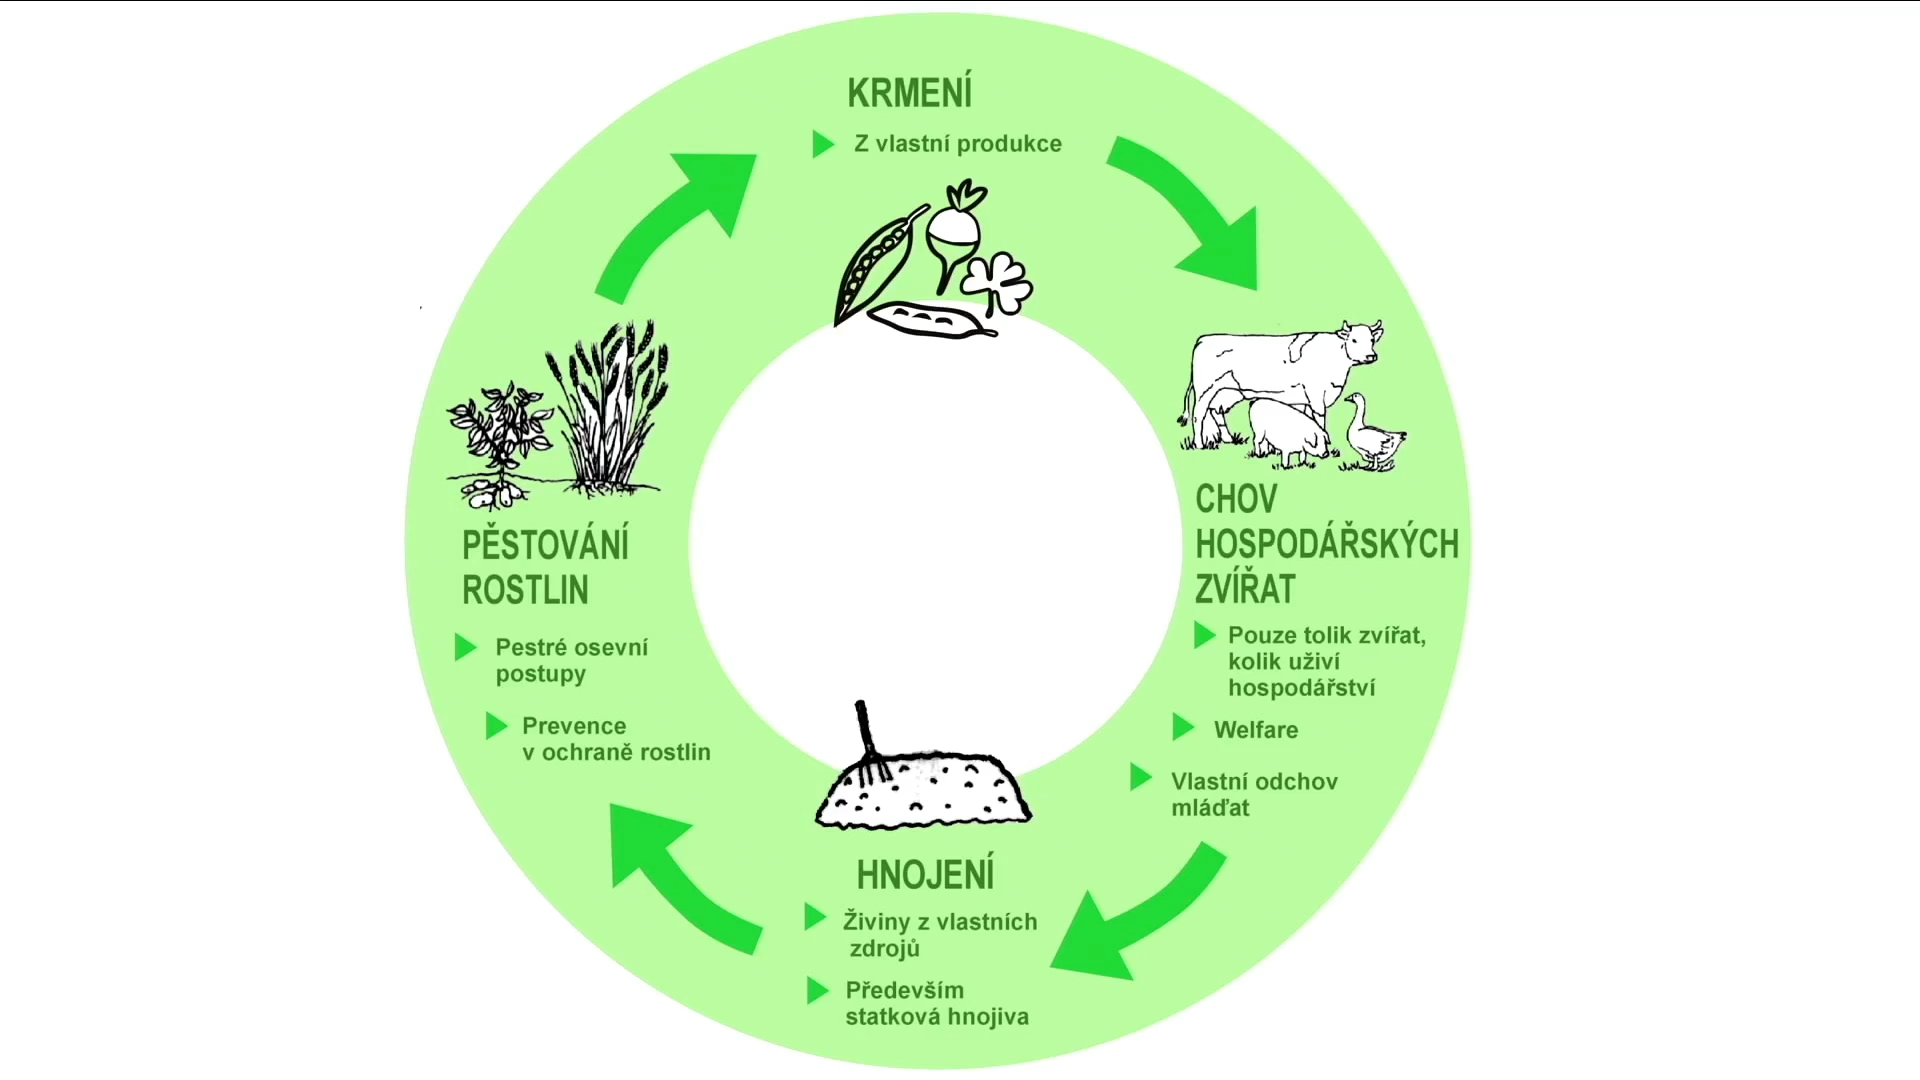 KRMENÍ
Z vlastní produkce
CHOV
HOSPODÁŘSKÝCH
ZVÍŘAT
Pouze tolik zvířat,
kolik uživí
hospodářství
Welfare
Vlastní odchov
mláďat
HNOJENÍ
Živiny z vlastních
zdrojů
Především
statková hnojiva
PĚSTOVÁNÍ
ROSTLIN
Pestré osevní
postupy
Prevence
v ochraně rostlin